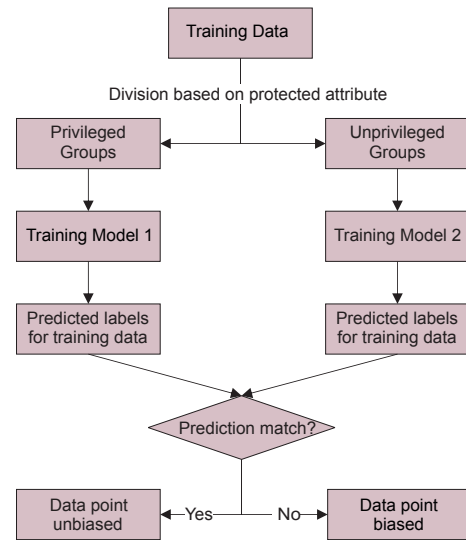 Training Data
Division based on protected attribute
Privileged
Groups
Unprivileged
Groups
Training Model 1
Training Model 2
Predicted labels
for training data
Predicted labels
for training data
Prediction match?
Yes
No
Data point
unbiased
Data point
biased